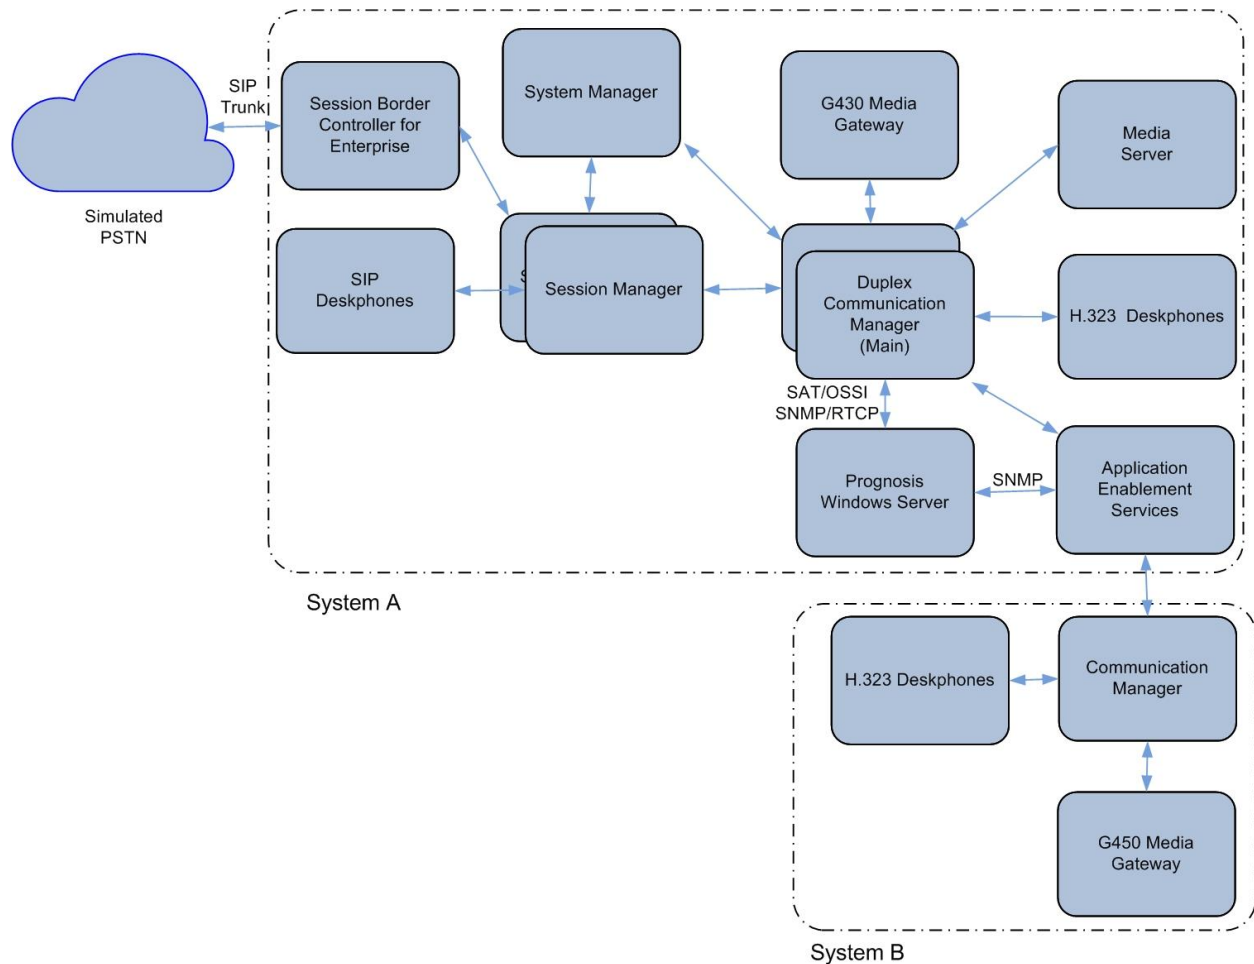 SIP
Trunk
Simulated
PSTN
Session Border
Controller for
Enterprise
System Manager
G430 Media
Gateway
Media
Server
SIP
Deskphones
S
Session Manager
Duplex
Communication
Manager
(Main)
H.323 Deskphones
SAT/OSSI
SNMP/RTCP
Prognosis
Windows Server
SNMP
Application
Enablement
Services
System A
H.323 Deskphones
Communication
Manager
G450 Media
Gateway
System B